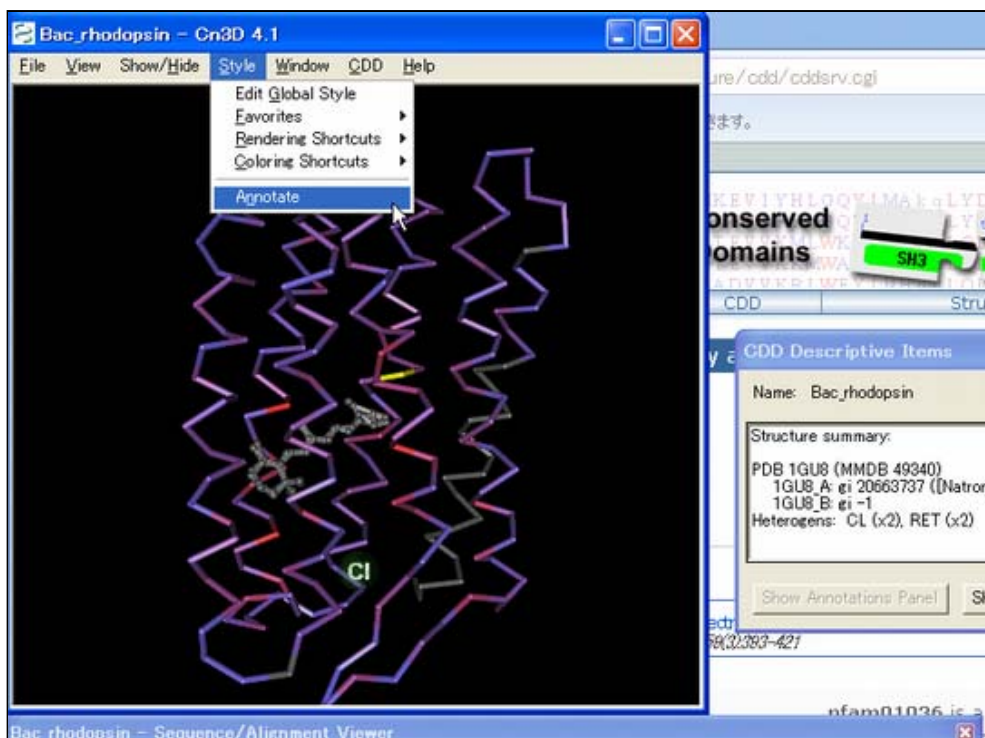 Bac_rhodopsin - Cn3D 4.1
File View Show/Hide Style Window CDD Help
Edit Global Style
Favorites
Rendering Shortcuts
Coloring Shortcuts
Annotate
Cl
ure/cdd/cddsrv.cgi
きます。
KEVIYHL
onserved
omains
SH3
CDD
Stru
y a
CDD Descriptive Items
Name: Bac_rhodopsin
Structure summary:
PDB 1GU8 (MMDB 49340)
1GU8_A: gi 20663737 ([Natron
1GU8_B: gi -1
Heterogens: CL (x2), RET (x2)
Show Annotations Panel
Sh
59(3):393-421
pfam01036 is a
Bac_rhodopsin - Sequence/Alignment Viewer